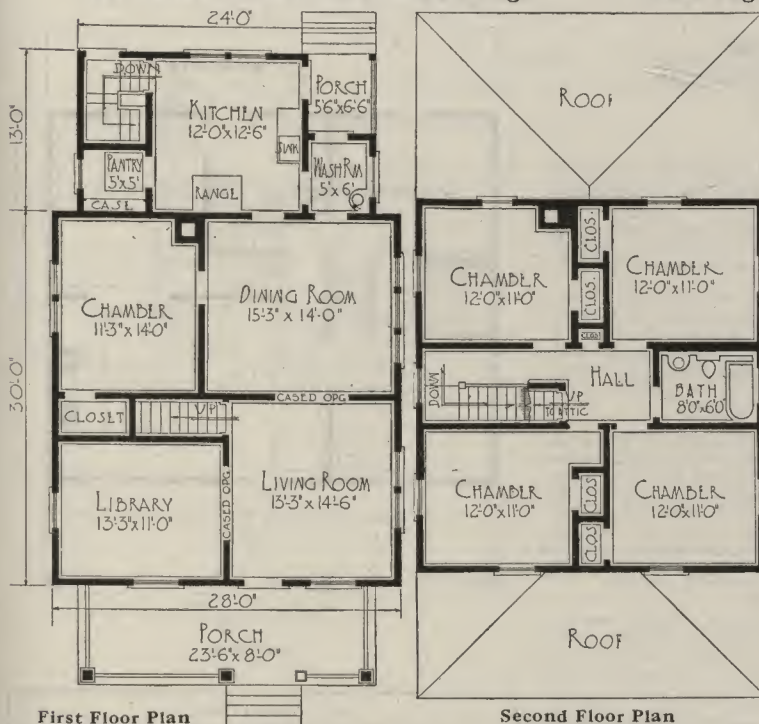 24'-0"
13'-0"
DOWN
KITCHEN
12'-0"x12'-6"
PORCH
5'6"x6'-6"
SINK
WASH RM
5'x6'
PANTRY
5'x5'
CASE
RANGE
30'-0"
CHAMBER
11'-3"x14'-0"
DINING ROOM
15'-3" x 14'-0"
CASED OPG
CLOSET
UP
LIBRARY
13'-3"x11'-0"
CASED OPG
LIVING ROOM
13'-3"x14'-6"
28'-0"
PORCH
23'-6"x8'-0"
First Floor Plan
ROOF
CHAMBER
12'-0"x11'-0"
CLOS.
CLOS.
CLOS
CHAMBER
12'-0"x11'-0"
HALL
DOWN
UP
TO ATTIC
BATH
8'0"x6'0"
CHAMBER
12'-0"x11'-0"
CLOS
CLOS
CHAMBER
12'-0"x11'-0"
ROOF
Second Floor Plan